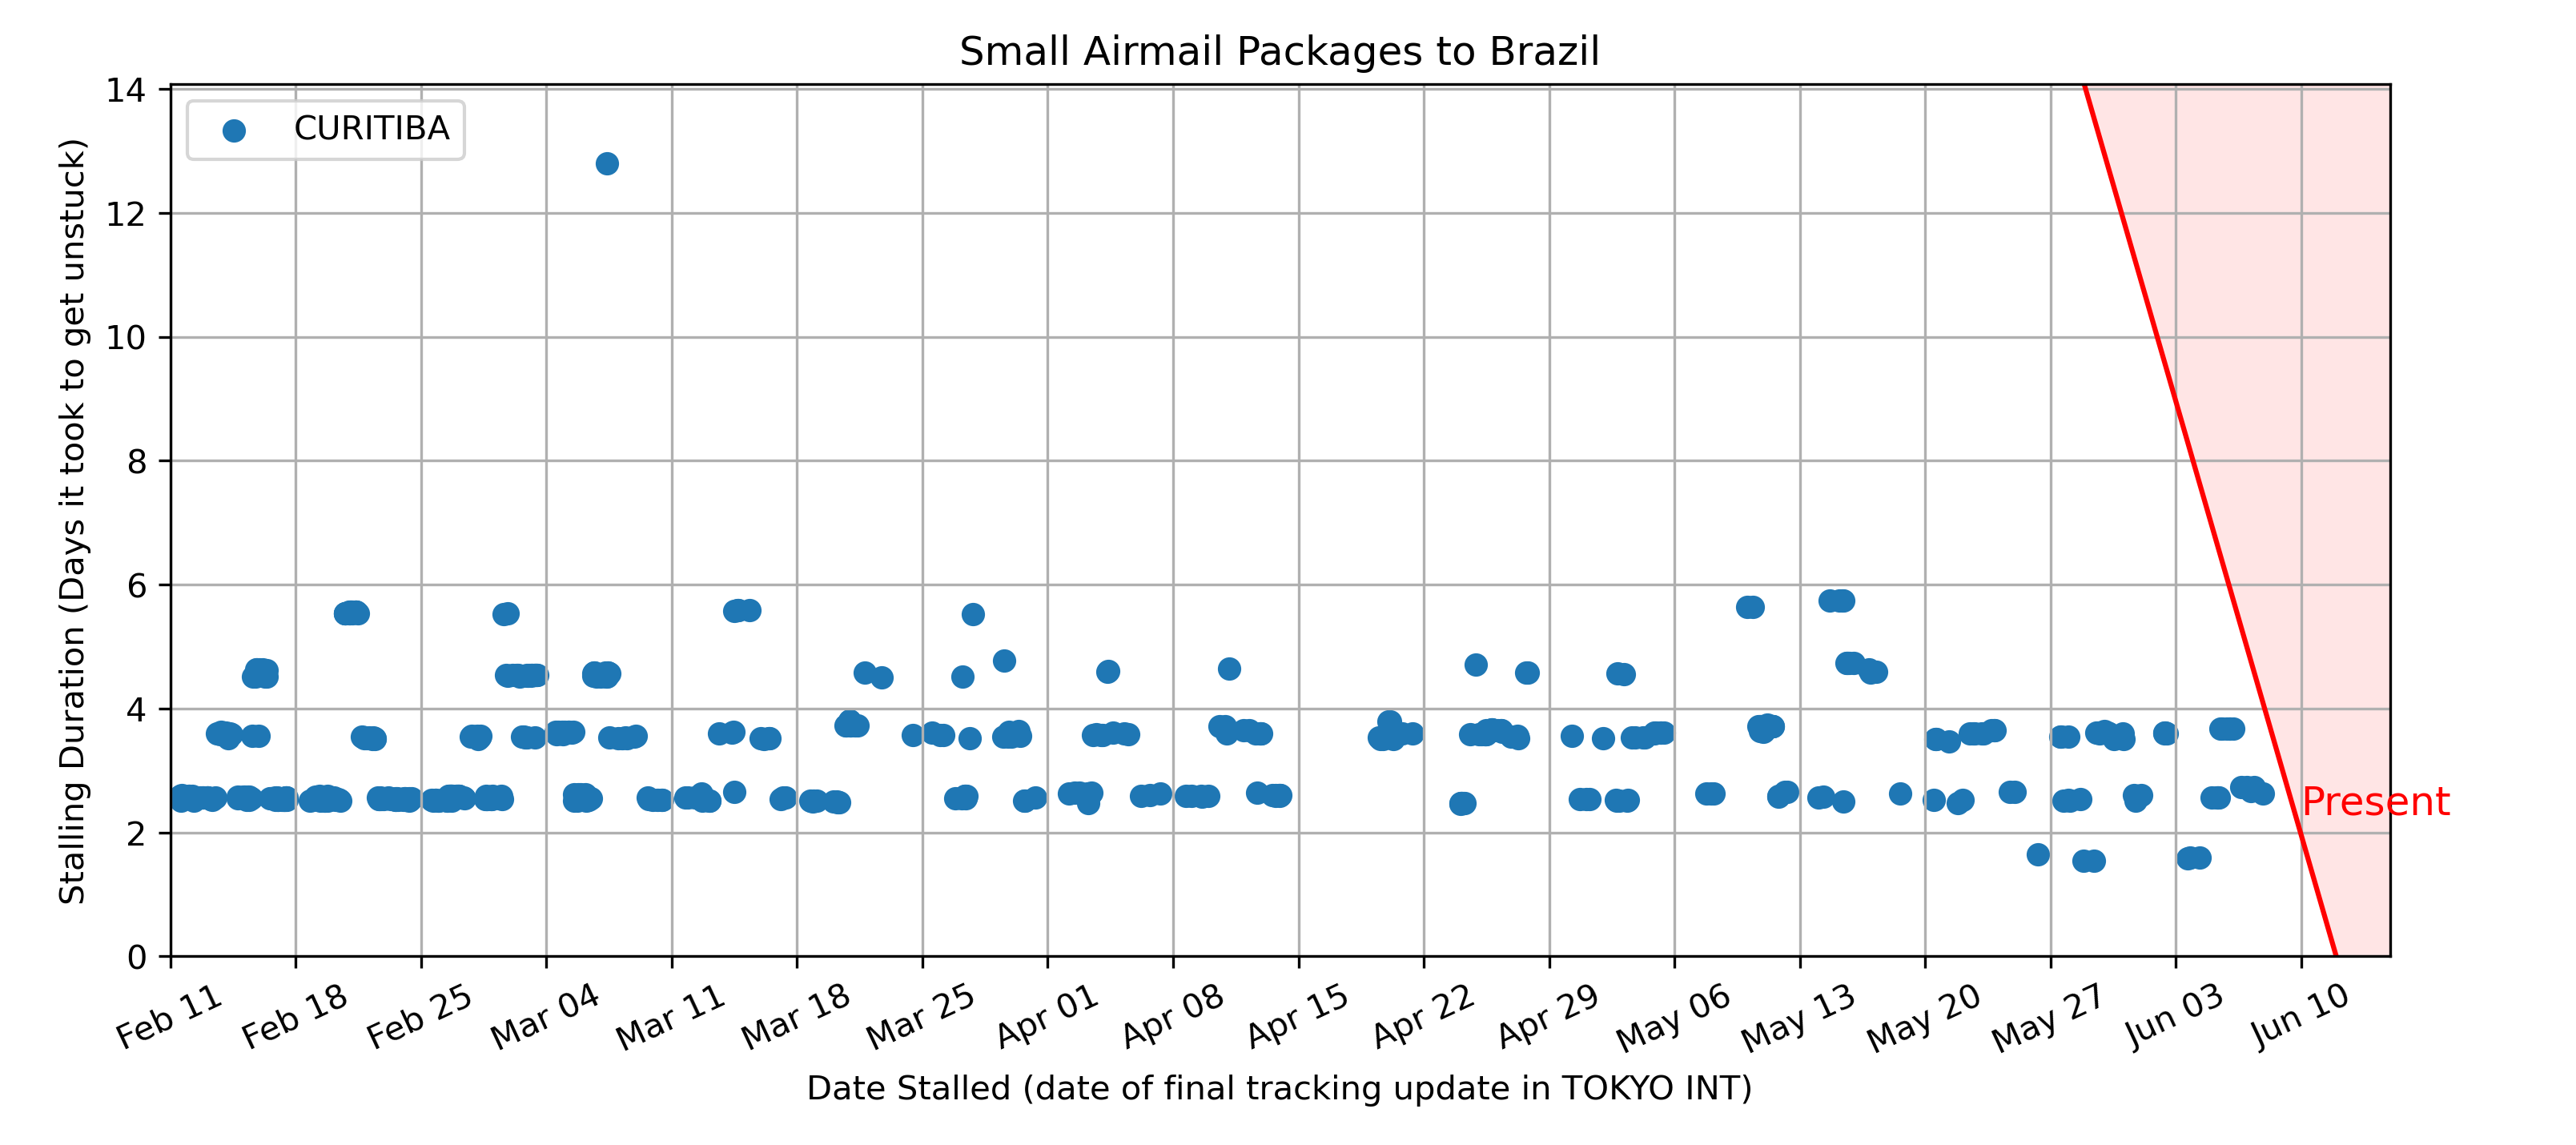 Small Airmail Packages to Brazil
CURITIBA
Stalling Duration (Days it took to get unstuck)
14
12
10
8
6
4
2
0
Present
Feb 11
Feb 18
Feb 25
Mar 04
Mar 11
Mar 18
Mar 25
Apr 01
Apr 08
Apr 15
Apr 22
Apr 29
May 06
May 13
May 20
May 27
Jun 03
Jun 10
Date Stalled (date of final tracking update in TOKYO INT)